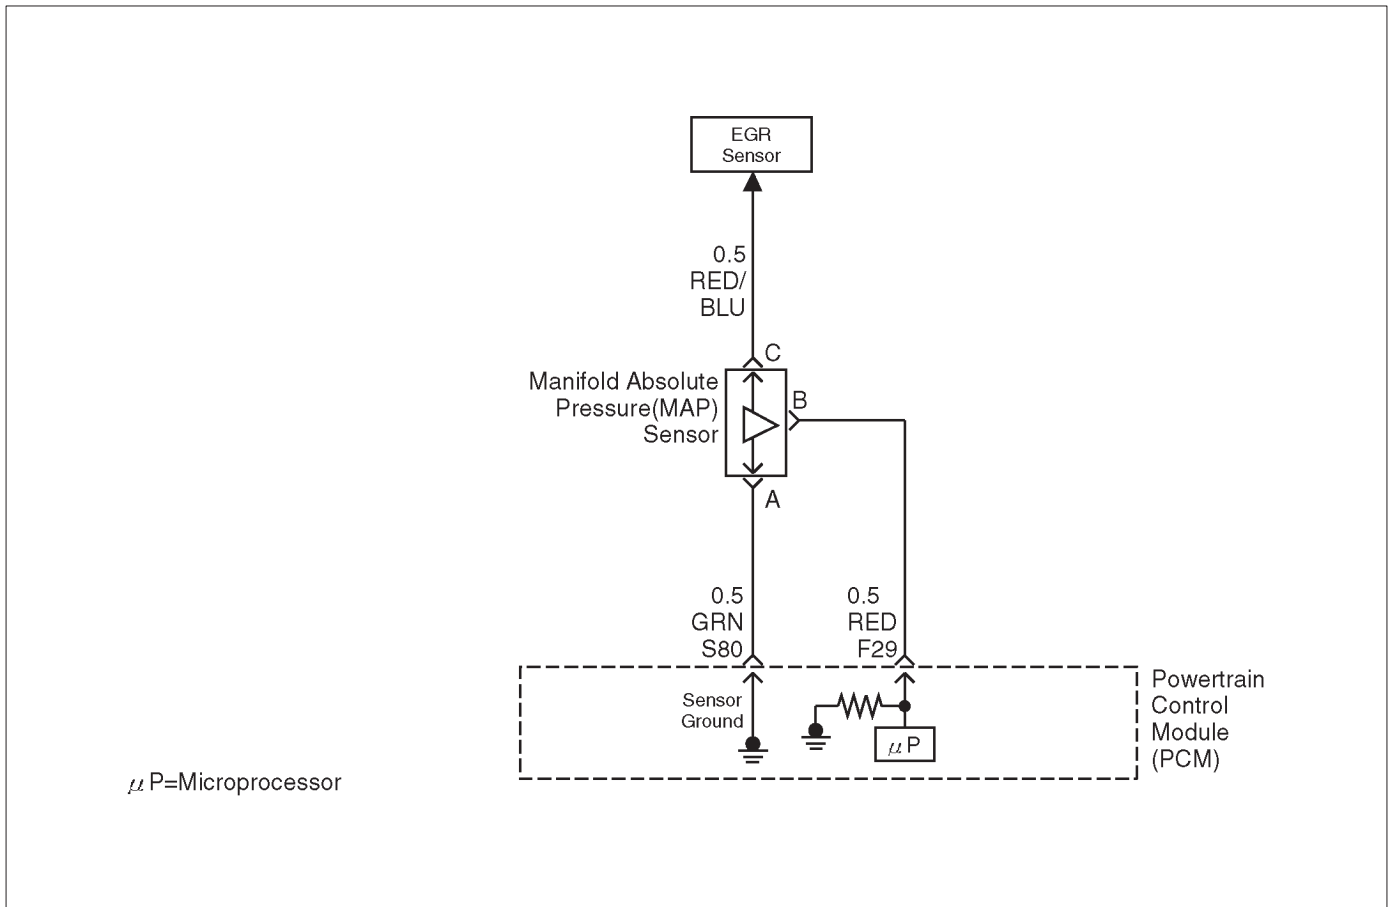 EGR
Sensor
0.5
RED/
BLU
C
Manifold Absolute
Pressure(MAP)
Sensor
B
A
0.5
GRN
S80
0.5
RED
F29
Sensor
Ground
μP
Powertrain
Control
Module
(PCM)
μP=Microprocessor